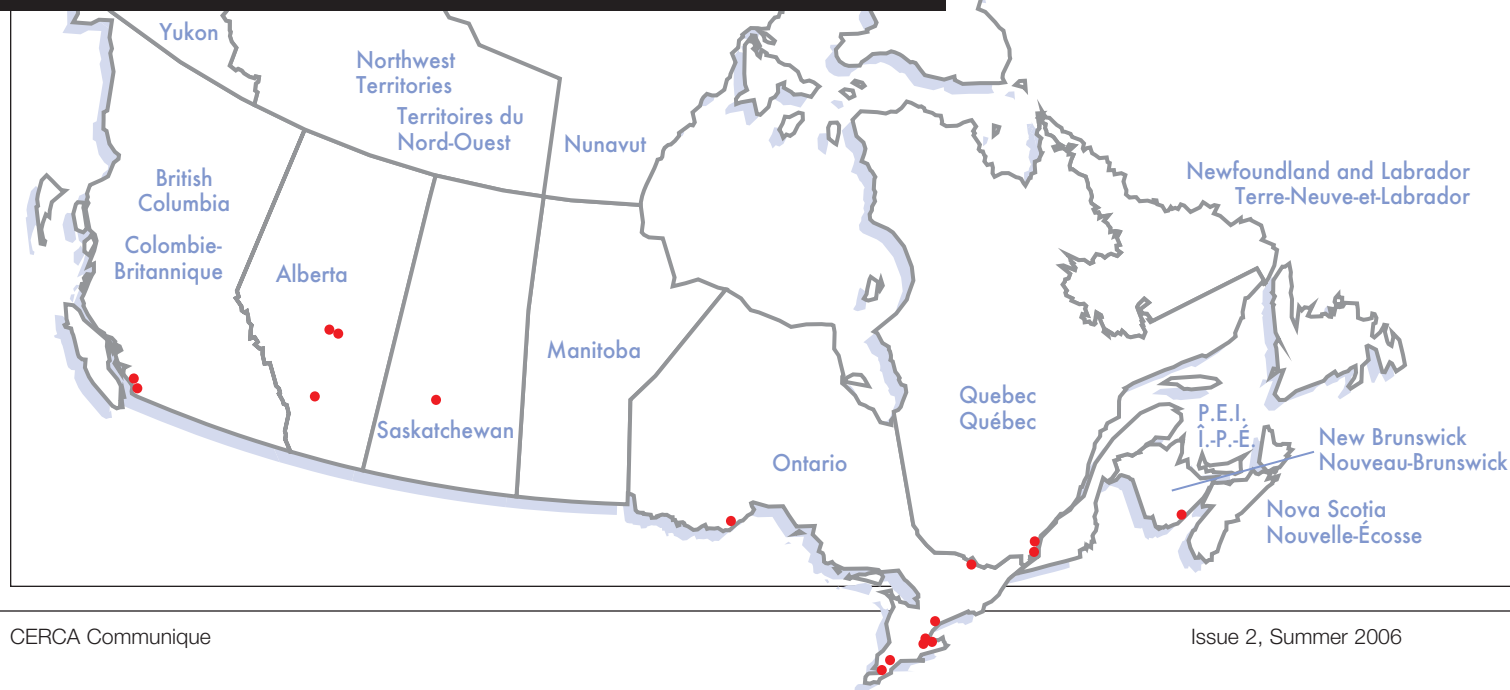 Yukon
Northwest
Territories
Territoires du
Nord-Ouest
Nunavut
British
Columbia
Colombie-
Britannique
Alberta
Newfoundland and Labrador
Terre-Neuve-et-Labrador
Manitoba
Saskatchewan
Quebec
Québec
Ontario
P.E.I.
Î.-P.-É.
New Brunswick
Nouveau-Brunswick
Nova Scotia
Nouvelle-Écosse
CERCA Communique
Issue 2, Summer 2006